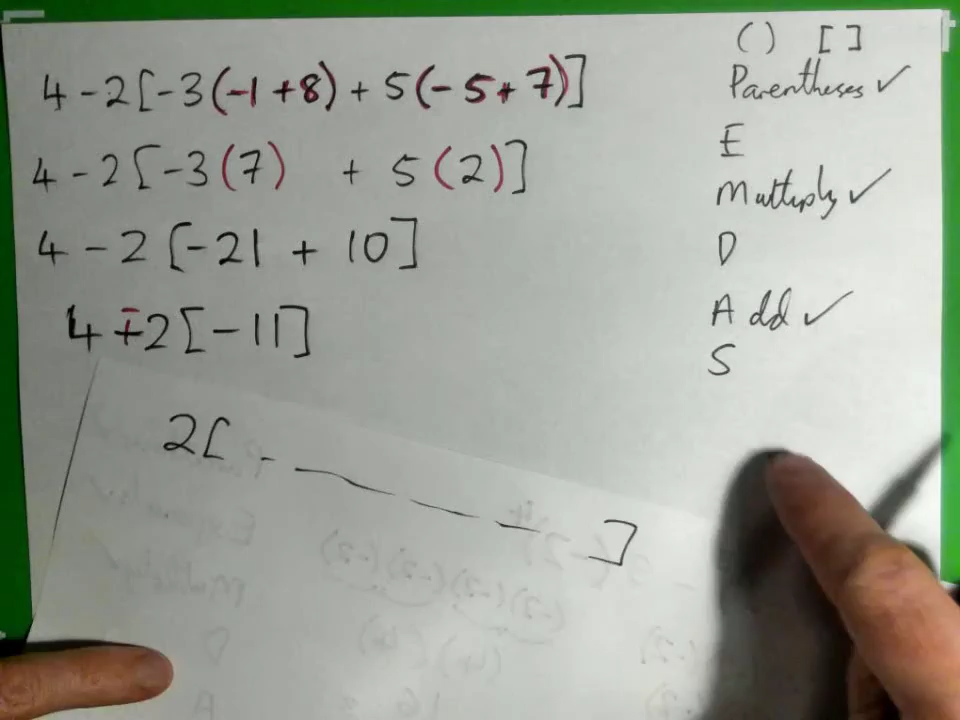 4 - 2[-3(-1+8) + 5(-5+7)]
4 - 2[-3(7) + 5(2)]
4 - 2[-21 + 10]
4 + -2[-11]
2[- _ _ _ _ ]
( ) [ ]
Parentheses ✓
E
Multiply ✓
D
Add ✓
S